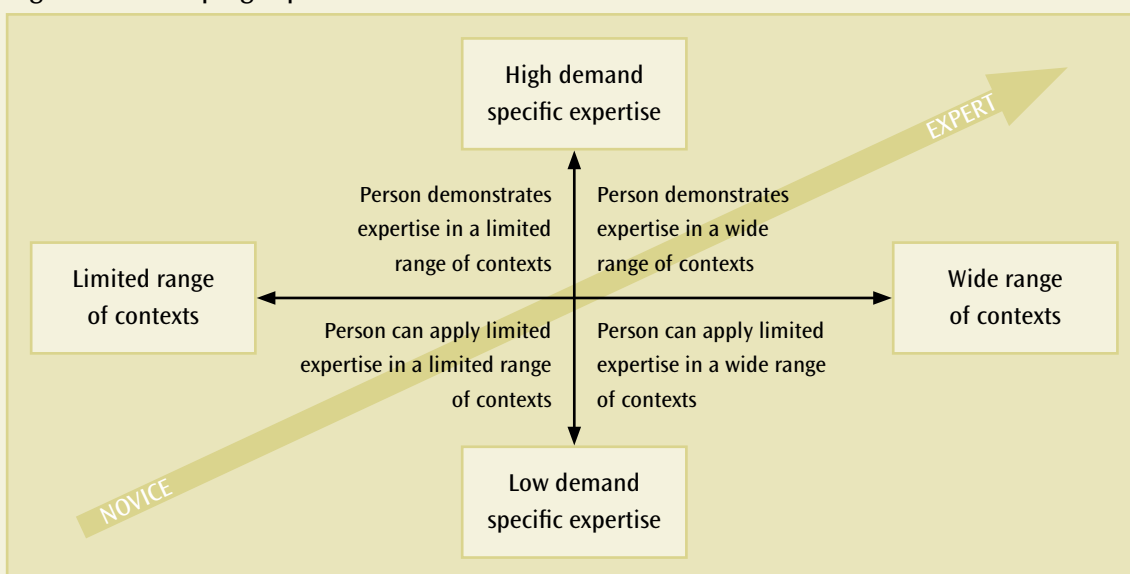 High demand
specific expertise
EXPERT
Person demonstrates
expertise in a limited
range of contexts
Person demonstrates
expertise in a wide
range of contexts
Limited range
of contexts
Wide range
of contexts
Person can apply limited
expertise in a limited range
of contexts
Person can apply limited
expertise in a wide range
of contexts
NOVICE
Low demand
specific expertise